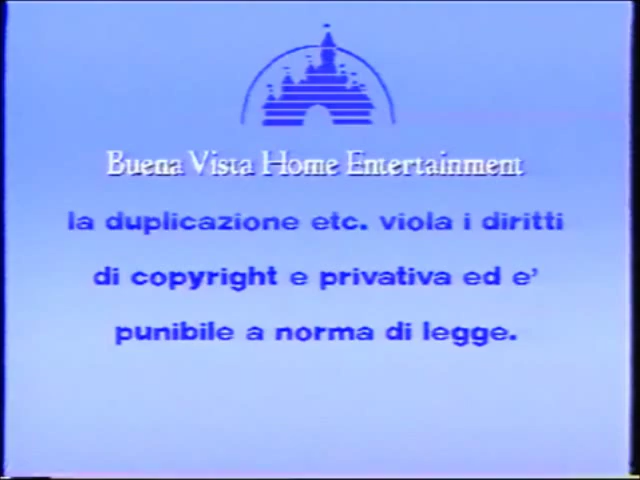 Buena Vista Home Entertainment
la duplicazione etc. viola i diritti
di copyright e privativa ed e'
punibile a norma di legge.